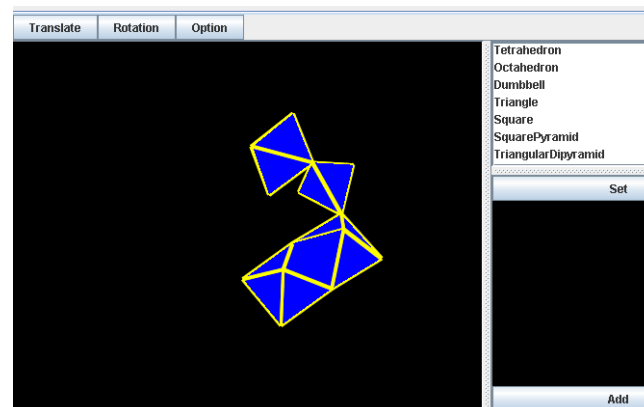 Translate Rotation Option
Tetrahedron
Octahedron
Dumbbell
Triangle
Square
SquarePyramid
TriangularDipyramid
Set
Add